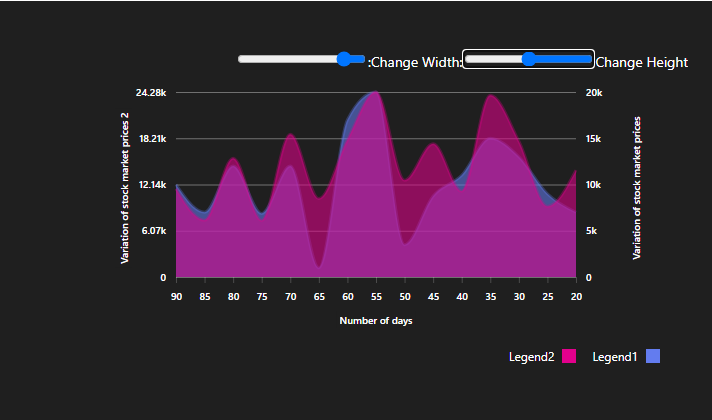 :Change Width: Change Height
24.28k
18.21k
12.14k
6.07k
0
Variation of stock market prices 2
20k
15k
10k
5k
0
Variation of stock market prices
90 85 80 75 70 65 60 55 50 45 40 35 30 25 20
Number of days
Legend2 Legend1